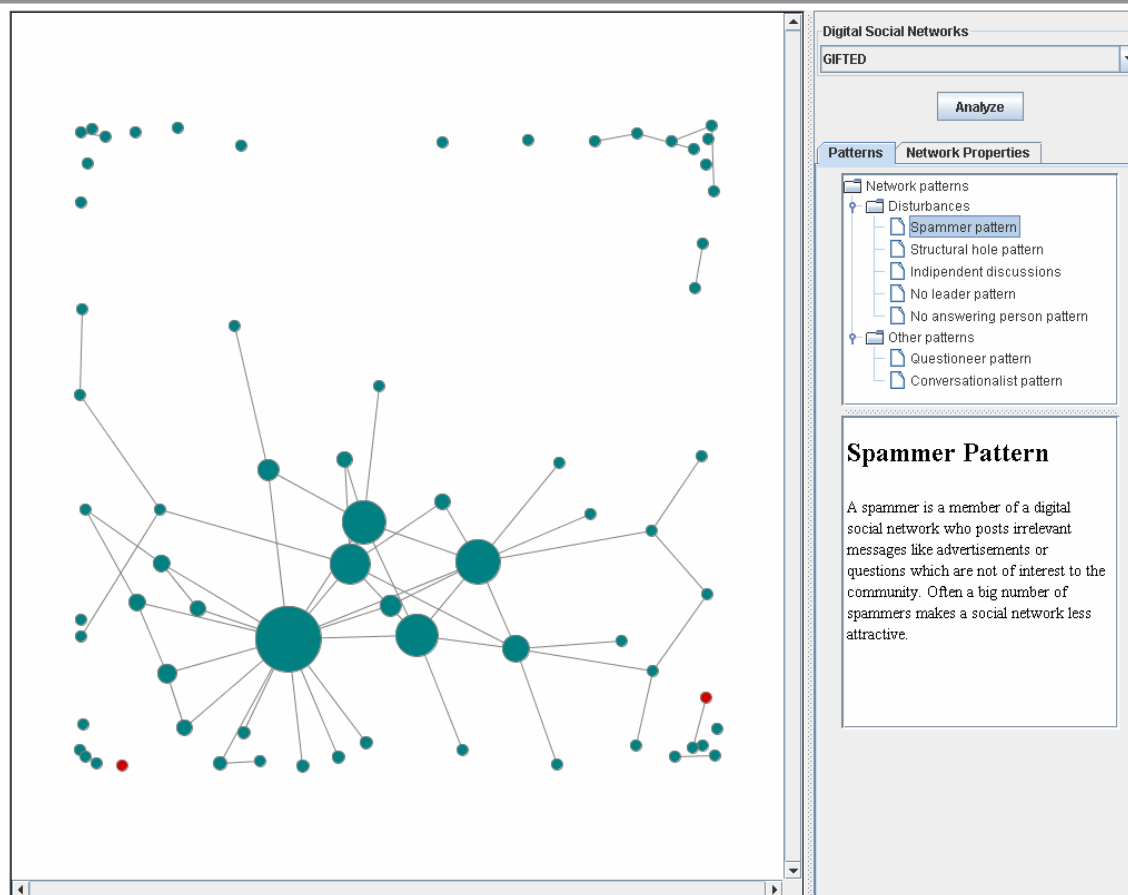 Digital Social Networks
GIFTED
Analyze
Patterns Network Properties
Network patterns
Disturbances
Spammer pattern
Structural hole pattern
Indipendent discussions
No leader pattern
No answering person pattern
Other patterns
Questioneer pattern
Conversationalist pattern
Spammer Pattern
A spammer is a member of a digital
social network who posts irrelevant
messages like advertisements or
questions which are not of interest to the
community. Often a big number of
spammers makes a social network less
attractive.